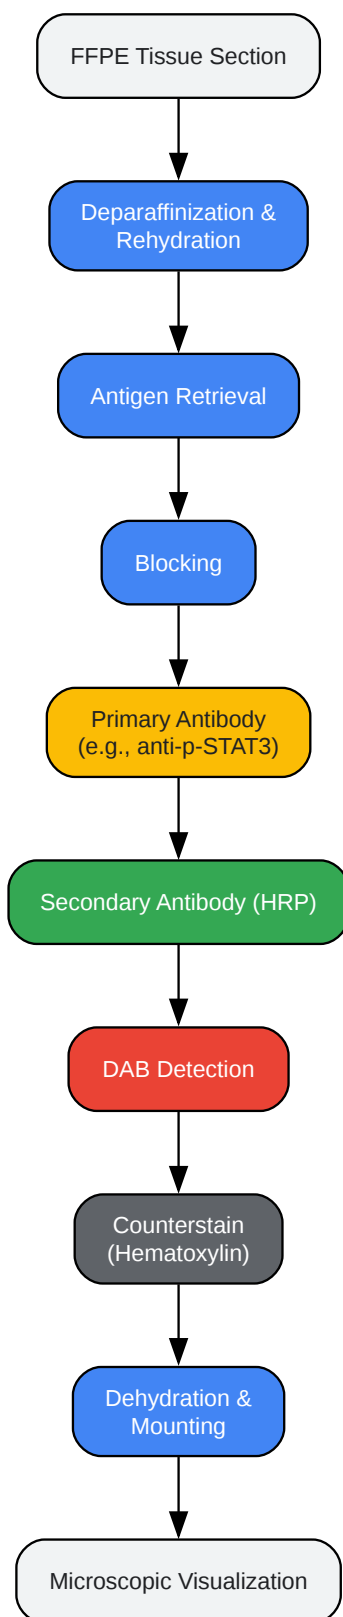 FFPE Tissue Section
Deparaffinization &
Rehydration
Antigen Retrieval
Blocking
Primary Antibody
(e.g., anti-p-STAT3)
Secondary Antibody (HRP)
DAB Detection
Counterstain
(Hematoxylin)
Dehydration &
Mounting
Microscopic Visualization